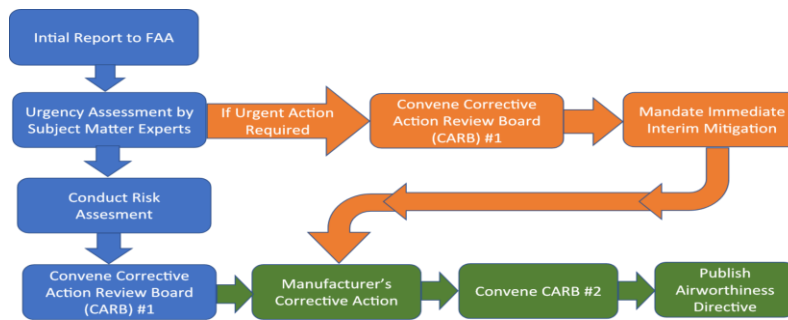 Intial Report to FAA
Urgency Assessment by
Subject Matter Experts
If Urgent Action
Required
Convene Corrective
Action Review Board
(CARB) #1
Mandate Immediate
Interim Mitigation
Conduct Risk
Assesment
Convene Corrective
Action Review Board
(CARB) #1
Manufacturer's
Corrective Action
Convene CARB #2
Publish
Airworthiness
Directive